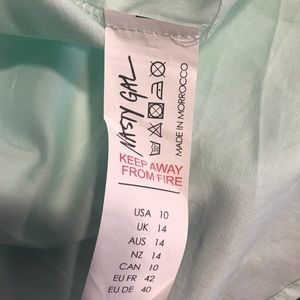 NASTY GAL
MADE IN MORROCCO
KEEP AWAY
FROM FIRE
USA 10
UK 14
AUS 14
NZ 14
CAN 10
EU FR 42
EU DE 40